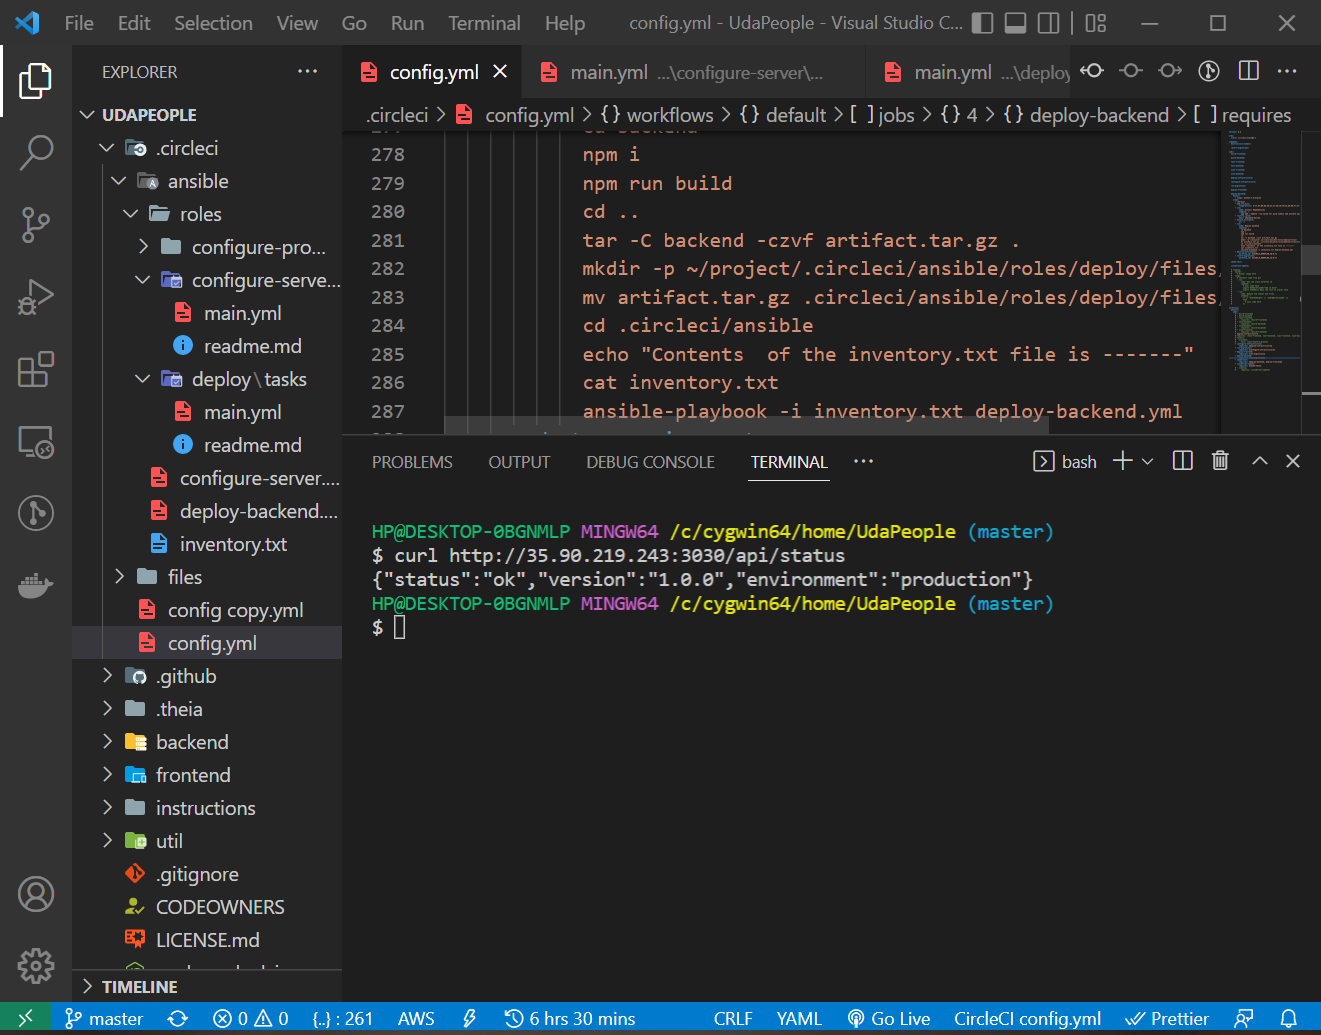 File Edit Selection View Go Run Terminal Help config.yml - UdaPeople - Visual Studio C...
EXPLORER ...
config.yml main.yml ...\configure-server\... main.yml ...\deploy
UDAPEOPLE
.circleci > config.yml > {} workflows > {} default > [ ] jobs > {} 4 > {} deploy-backend > [ ] requires
.circleci
ansible
roles
configure-pro...
configure-serve...
main.yml
readme.md
deploy\tasks
main.yml
readme.md
configure-server....
deploy-backend....
inventory.txt
files
config copy.yml
config.yml
.github
.theia
backend
frontend
instructions
util
.gitignore
CODEOWNERS
LICENSE.md
TIMELINE
277 cd backend
278 npm i
279 npm run build
280 cd ..
281 tar -C backend -czvf artifact.tar.gz .
282 mkdir -p ~/project/.circleci/ansible/roles/deploy/files,
283 mv artifact.tar.gz .circleci/ansible/roles/deploy/files,
284 cd .circleci/ansible
285 echo "Contents  of the inventory.txt file is -------"
286 cat inventory.txt
287 ansible-playbook -i inventory.txt deploy-backend.yml
PROBLEMS OUTPUT DEBUG CONSOLE TERMINAL ... bash
HP@DESKTOP-0BGNMLP MINGW64 /c/cygwin64/home/UdaPeople (master)
$ curl http://35.90.219.243:3030/api/status
{"status":"ok","version":"1.0.0","environment":"production"}
HP@DESKTOP-0BGNMLP MINGW64 /c/cygwin64/home/UdaPeople (master)
$
master 0 0 {..} : 261 AWS 6 hrs 30 mins CRLF YAML Go Live CircleCI config.yml Prettier